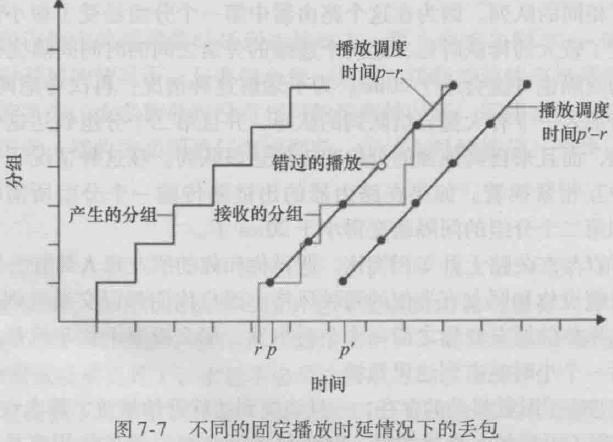 播放调度
时间p-r
播放调度
时间p'-r
错过的播放
产生的分组
接收的分组
分组
r p p'
时间
图7-7 不同的固定播放时延情况下的丢包